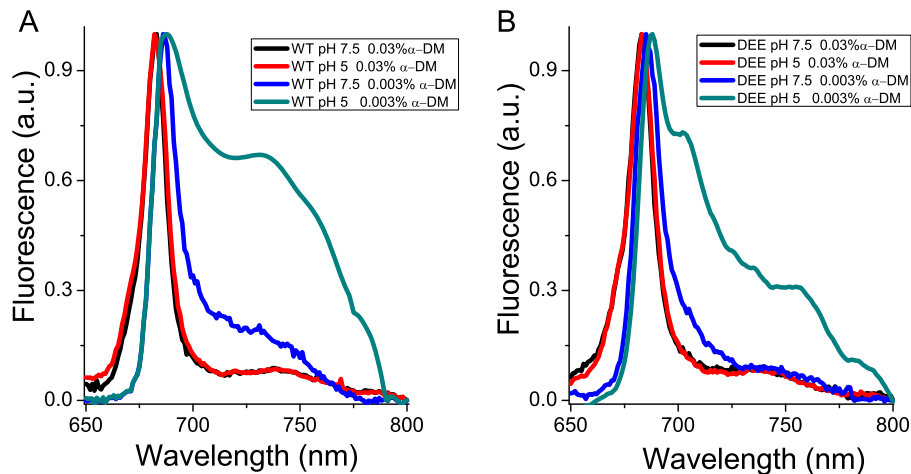 A
WT pH 7.5 0.03%α−DM
WT pH 5 0.03% α−DM
WT pH 7.5 0.003% α−DM
WT pH 5 0.003% α−DM
Fluorescence (a.u.)
0.9
0.6
0.3
0.0
650 700 750 800
Wavelength (nm)
B
DEE pH 7.5 0.03%α−DM
DEE pH 5 0.03% α−DM
DEE pH 7.5 0.003% α−DM
DEE pH 5 0.003% α−DM
Fluorescence (a.u.)
0.9
0.6
0.3
0.0
650 700 750 800
Wavelength (nm)